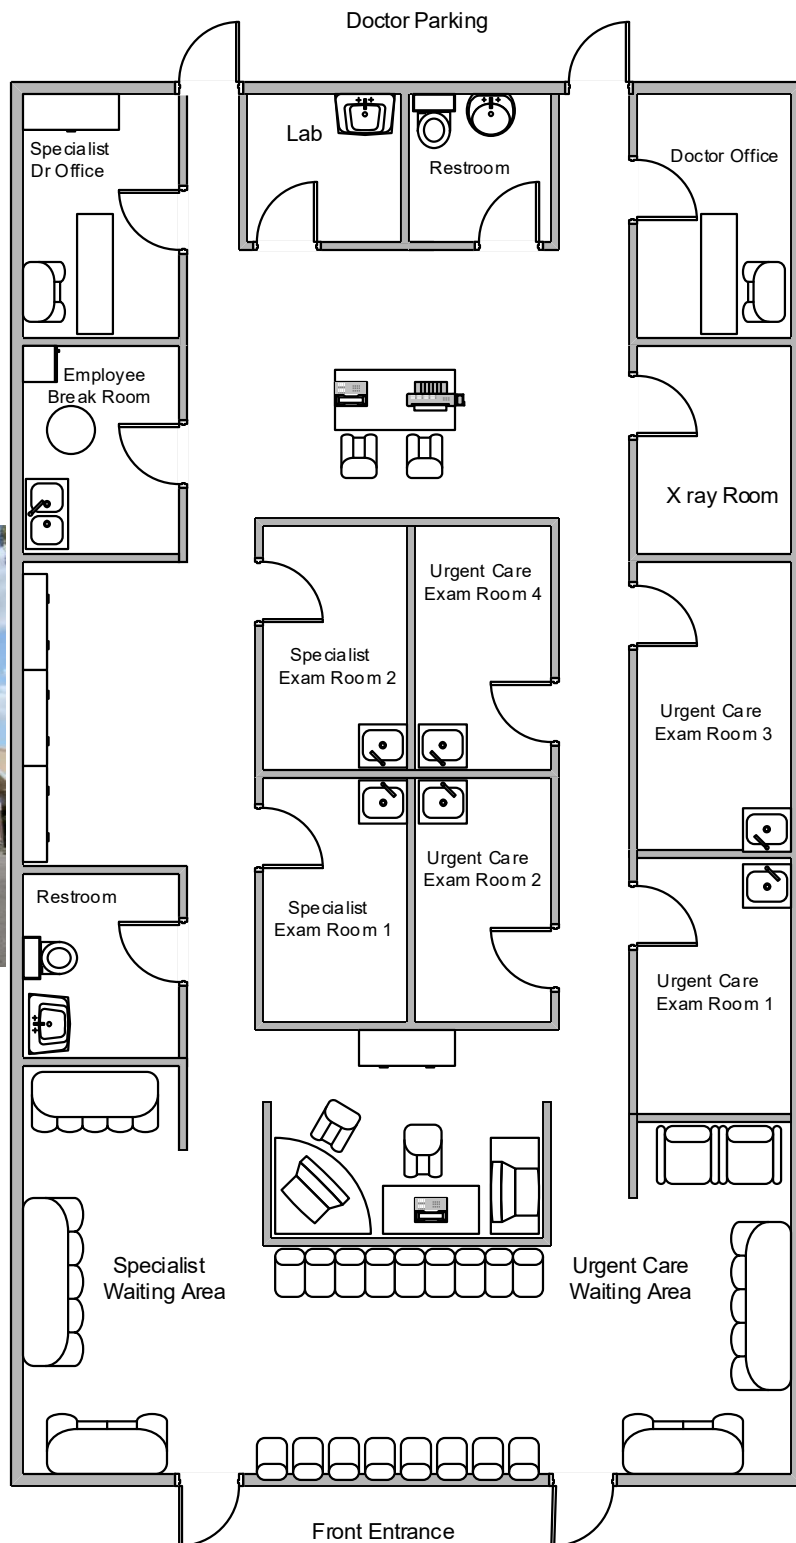 Doctor Parking
Specialist
Dr Office
Lab
Restroom
Doctor Office
Employee
Break Room
X ray Room
Urgent Care
Exam Room 4
Specialist
Exam Room 2
Urgent Care
Exam Room 3
Urgent Care
Exam Room 2
Restroom
Specialist
Exam Room 1
Urgent Care
Exam Room 1
Specialist
Waiting Area
Urgent Care
Waiting Area
Front Entrance